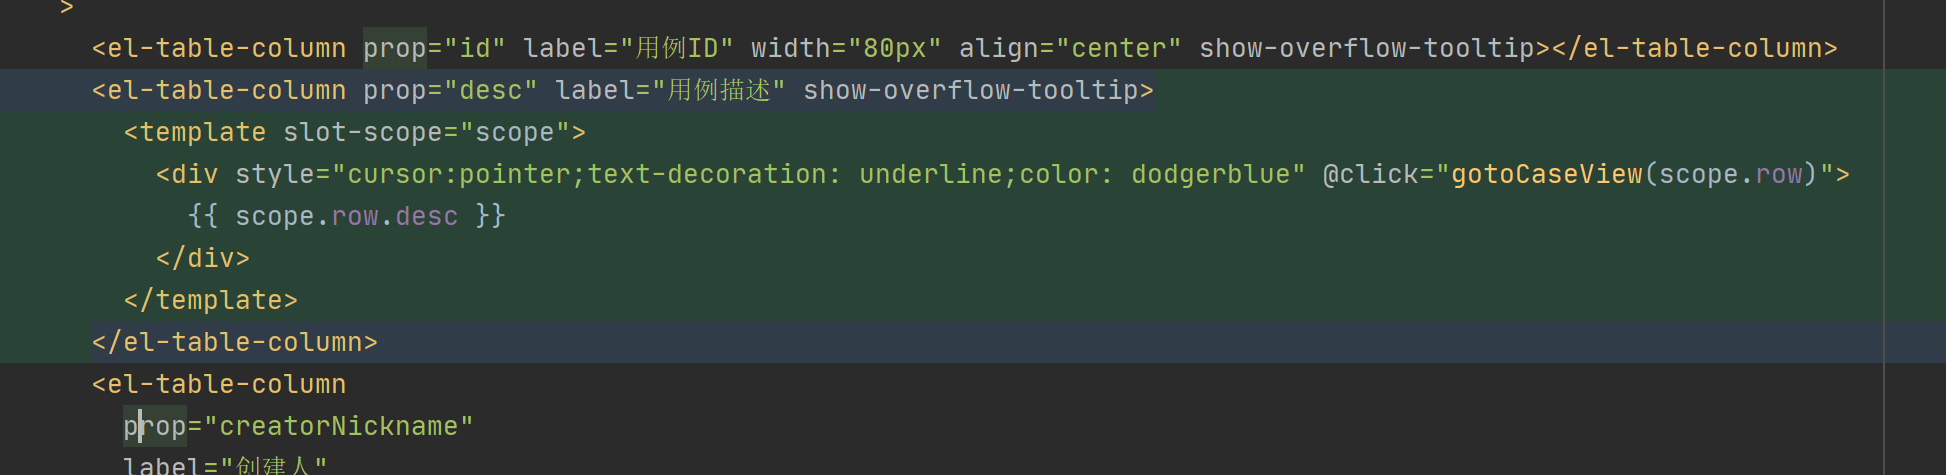 >
<el-table-column prop="id" label="用例ID" width="80px" align="center" show-overflow-tooltip></el-table-column>
<el-table-column prop="desc" label="用例描述" show-overflow-tooltip>
<template slot-scope="scope">
<div style="cursor:pointer;text-decoration: underline;color: dodgerblue" @click="gotoCaseView(scope.row)">
{{ scope.row.desc }}
</div>
</template>
</el-table-column>
<el-table-column
prop="creatorNickname"
label="创建人"